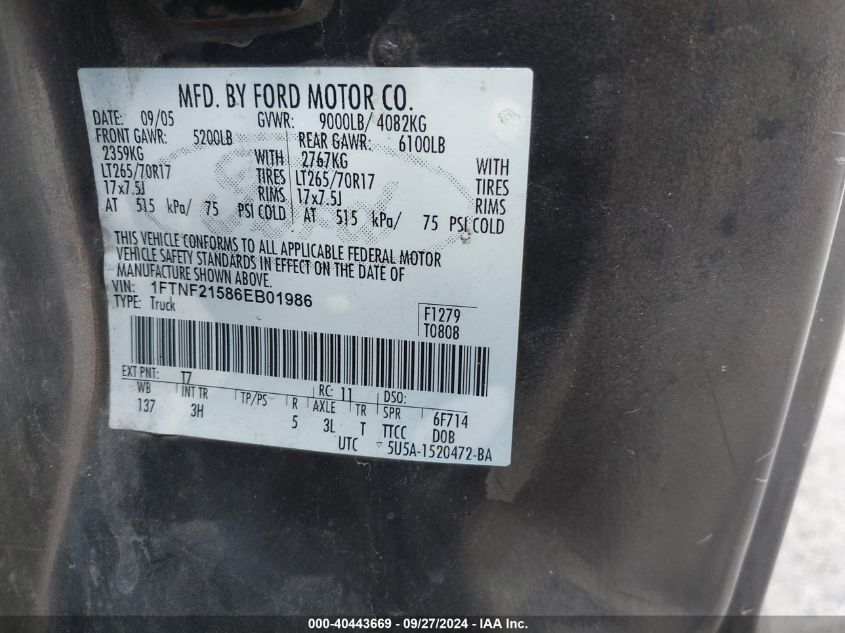 MFD. BY FORD MOTOR CO.
DATE: 09/05 GVWR: 9000LB/ 4082KG
FRONT GAWR: 5200LB REAR GAWR: 6100LB
2359KG WITH 2767KG WITH
LT265/70R17 TIRES LT265/70R17 TIRES
17x7.5J RIMS 17x7.5J RIMS
AT 515 kPa/ 75 PSI COLD AT 515 kPa/ 75 PSI COLD
THIS VEHICLE CONFORMS TO ALL APPLICABLE FEDERAL MOTOR
VEHICLE SAFETY STANDARDS IN EFFECT ON THE DATE OF
MANUFACTURE SHOWN ABOVE.
VIN: 1FTNF21586EB01986
TYPE: Truck F1279
T0808
EXT PNT: T7 RC: 11 DSO:
WB INT TR TP/PS R AXLE TR SPR 6F714
137 3H 5 3L T TTCC DOB
UTC ▽5U5A-1520472-BA
000-40443669 - 09/27/2024 - IAA Inc.